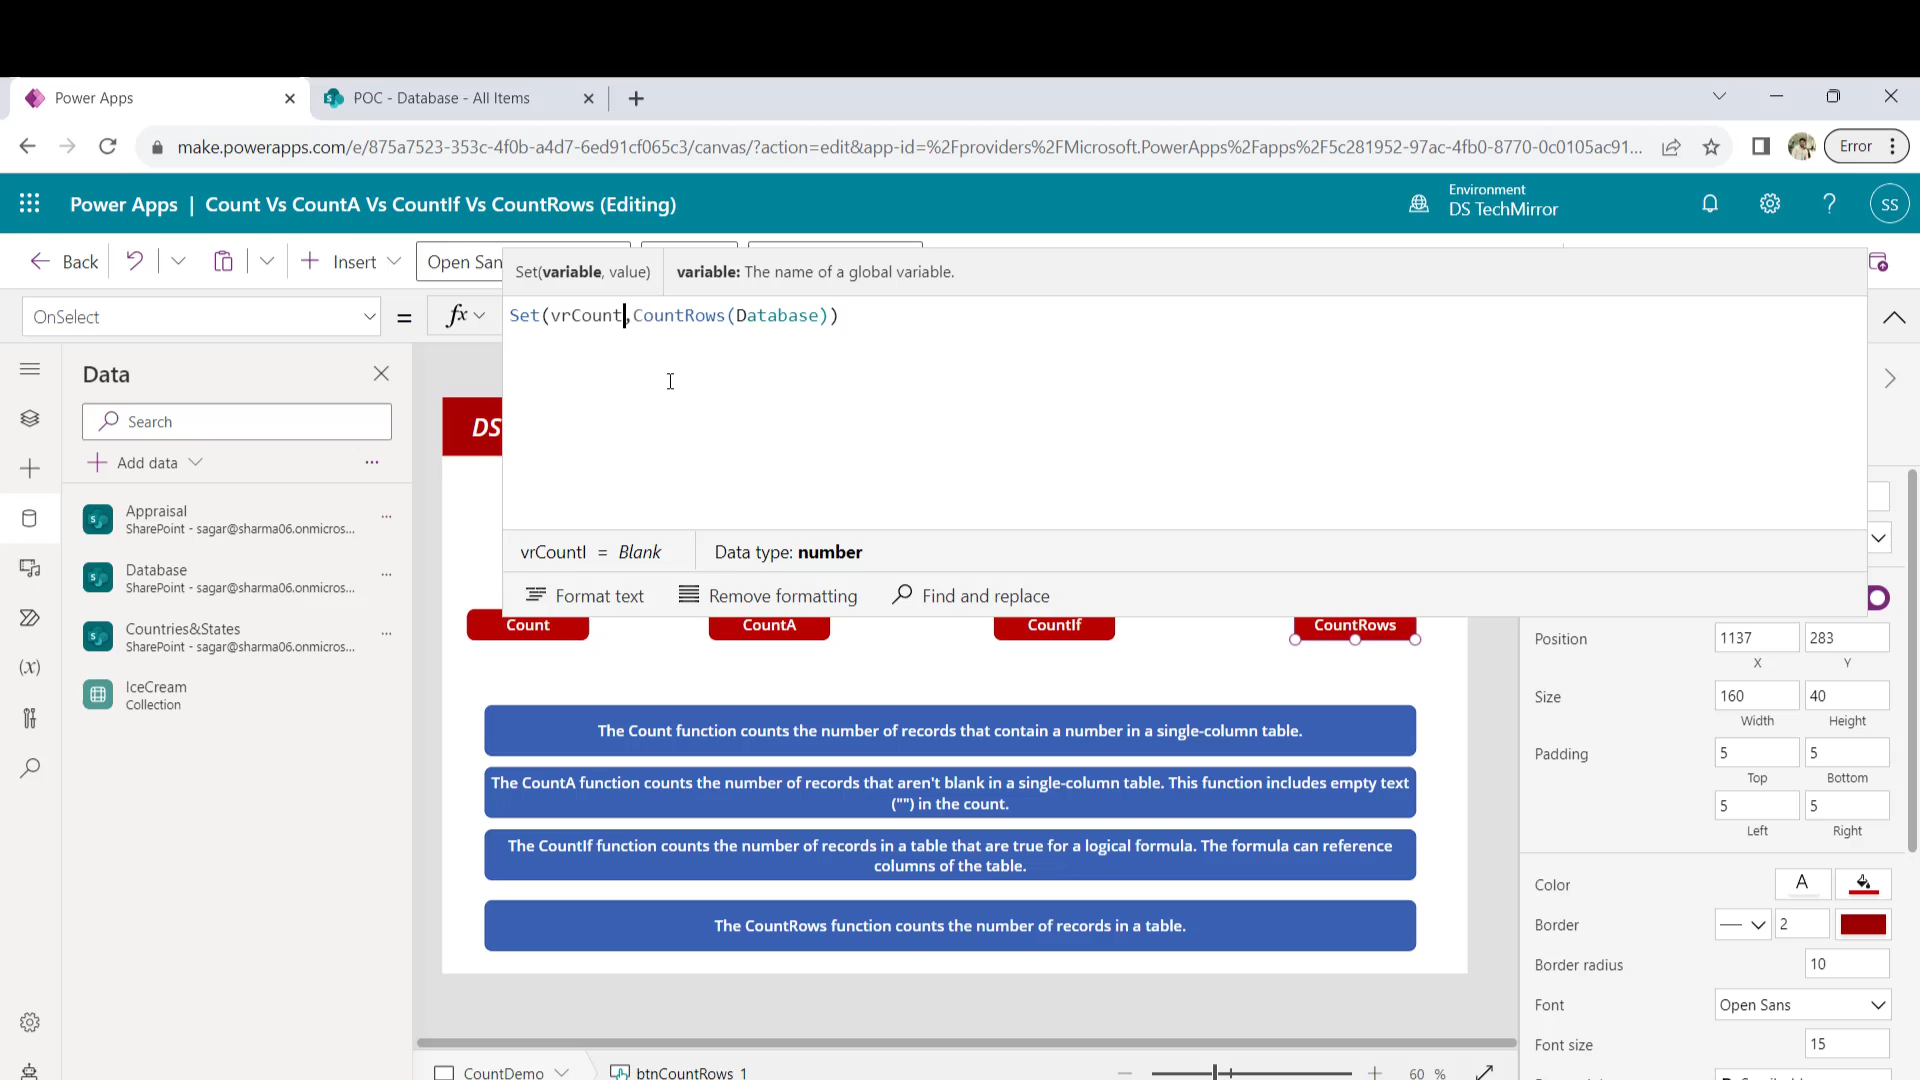 Power Apps
POC - Database - All Items
make.powerapps.com/e/875a7523-353c-4f0b-a4d7-6ed91cf065c3/canvas/?action=edit&app-id=%2Fproviders%2FMicrosoft.PowerApps%2Fapps%2F5c281952-97ac-4fb0-8770-0c0105ac91...
Error
Power Apps | Count Vs CountA Vs CountIf Vs CountRows (Editing)
Environment
DS TechMirror
SS
Back
Insert
Open San
Set(variable, value)
variable: The name of a global variable.
OnSelect
=
fx
Set(vrCount,CountRows(Database))
Data
Search
Add data
Appraisal
SharePoint - sagar@sharma06.onmicros...
Database
SharePoint - sagar@sharma06.onmicros...
Countries&States
SharePoint - sagar@sharma06.onmicros...
IceCream
Collection
(x)
DS
vrCountI = Blank
Data type: number
Format text
Remove formatting
Find and replace
Count
CountA
CountIf
CountRows
The Count function counts the number of records that contain a number in a single-column table.
The CountA function counts the number of records that aren't blank in a single-column table. This function includes empty text
("") in the count.
The CountIf function counts the number of records in a table that are true for a logical formula. The formula can reference
columns of the table.
The CountRows function counts the number of records in a table.
Position
1137
283
X
Y
Size
160
40
Width
Height
Padding
5
5
Top
Bottom
5
5
Left
Right
Color
A
Border
2
Border radius
10
Font
Open Sans
Font size
15
CountDemo
btnCountRows_1
60 %